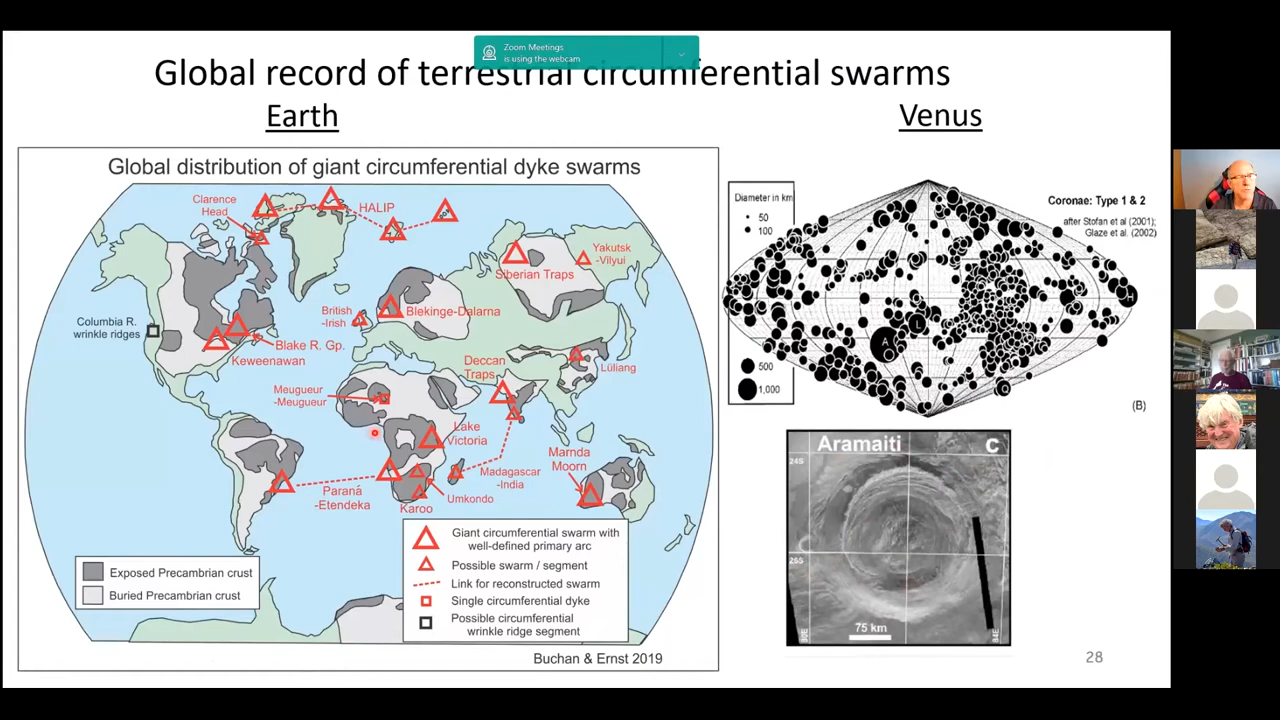 Zoom Meetings
is using the webcam
Global record of terrestrial circumferential swarms
Earth
Venus
Global distribution of giant circumferential dyke swarms
Clarence
Head
HALIP
Siberian Traps
Yakutsk
-Vilyui
British
-Irish
Blekinge-Dalarna
Columbia R.
wrinkle ridges
Blake R. Gp.
Keweenawan
Deccan
Traps
Lüliang
Meugueur
-Meugueur
Lake
Victoria
Marnda
Moorn
Madagascar
-India
Paraná
-Etendeka
Umkondo
Karoo
Giant circumferential swarm with
well-defined primary arc
Possible swarm / segment
Link for reconstructed swarm
Single circumferential dyke
Possible circumferential
wrinkle ridge segment
Exposed Precambrian crust
Buried Precambrian crust
Buchan & Ernst 2019
Diameter in km
50
100
500
1,000
Coronae: Type 1 & 2
after Stofan et al (2001);
Glaze et al. (2002)
A
L
H
(B)
Aramaiti
C
24S
26S
75 km
80E
84E
28